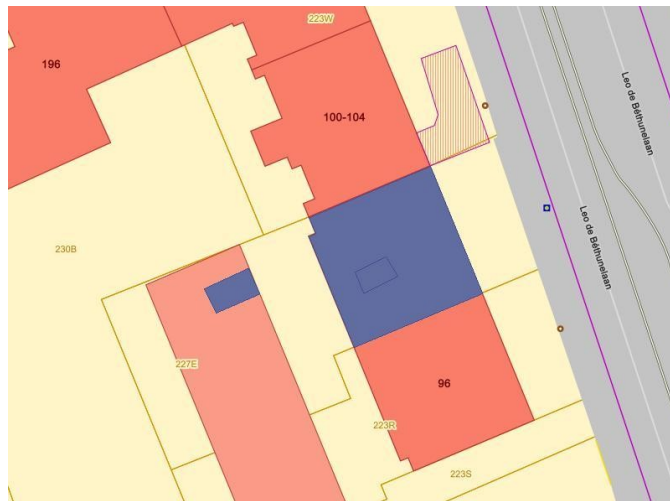 223W
196
100-104
Leo de Béthunelaan
Leo de Béthunelaan
230B
227E
96
223R
223S